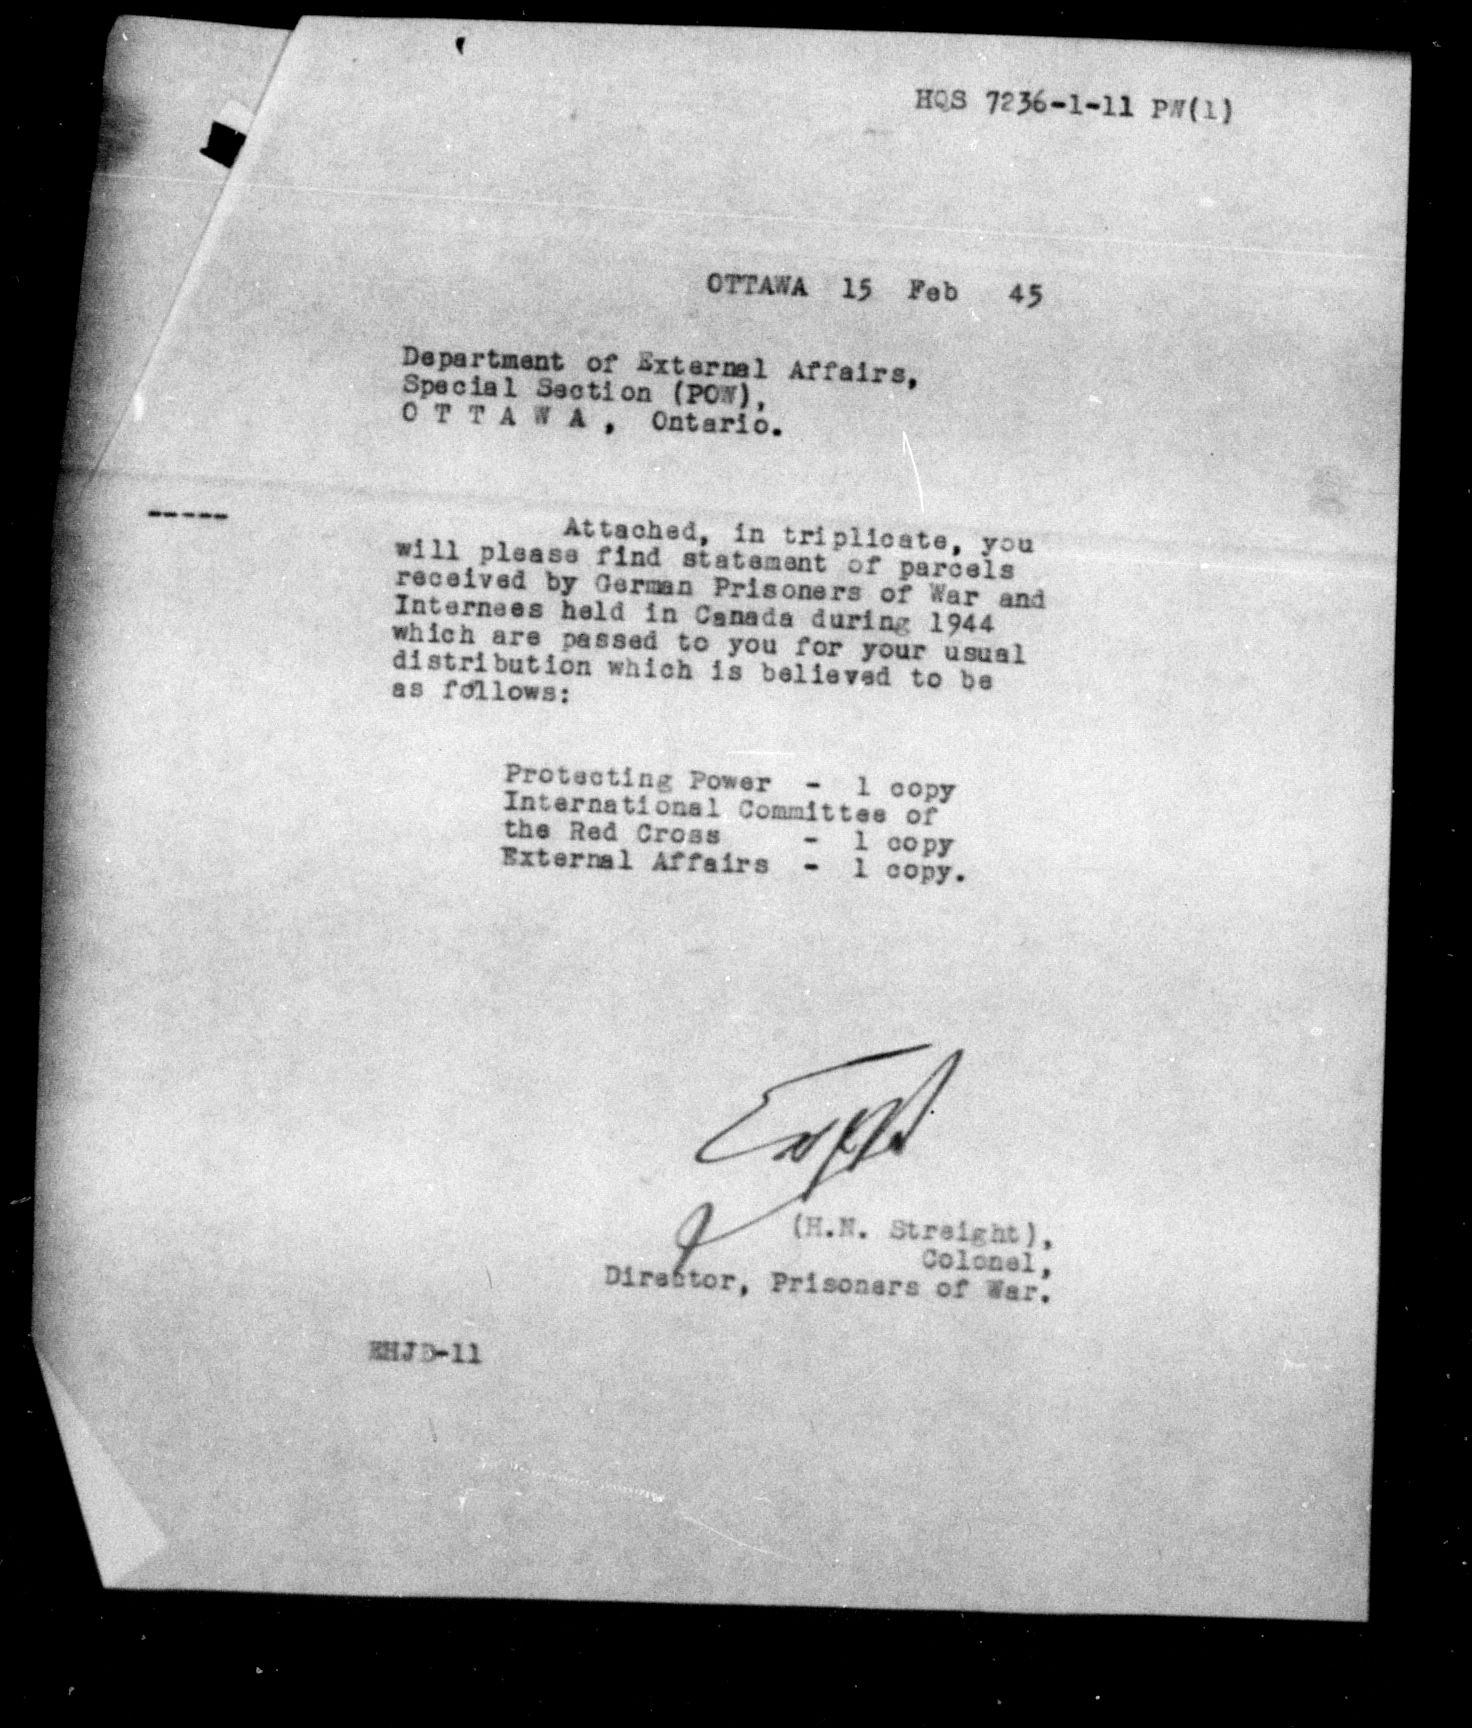 HQS 7236-1-11 PW(1)
OTTAWA 15 Feb 45
Department of External Affairs,
Special Section (POW),
O T T A W A , Ontario.
-----
Attached, in triplicate, you
will please find statement of parcels
received by German Prisoners of War and
Internees held in Canada during 1944
which are passed to you for your usual
distribution which is believed to be
as follows:
Protecting Power - 1 copy
International Committee of
the Red Cross - 1 copy
External Affairs - 1 copy.
(H.N. Streight),
Colonel,
Director, Prisoners of War.
EHJD-11